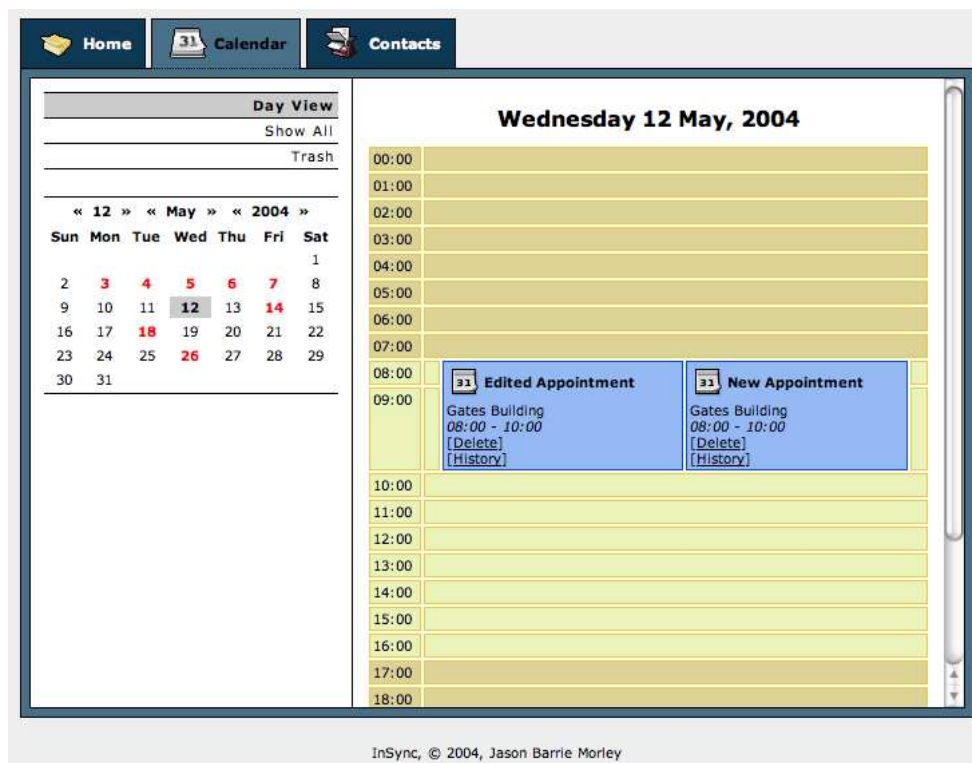 Home
31 Calendar
Contacts
Day View
Show All
Trash
« 12 » « May » « 2004 »
Sun Mon Tue Wed Thu Fri Sat
1
2 3 4 5 6 7 8
9 10 11 12 13 14 15
16 17 18 19 20 21 22
23 24 25 26 27 28 29
30 31
Wednesday 12 May, 2004
00:00
01:00
02:00
03:00
04:00
05:00
06:00
07:00
08:00
09:00
31 Edited Appointment
Gates Building
08:00 - 10:00
[Delete]
[History]
31 New Appointment
Gates Building
08:00 - 10:00
[Delete]
[History]
10:00
11:00
12:00
13:00
14:00
15:00
16:00
17:00
18:00
InSync, © 2004, Jason Barrie Morley